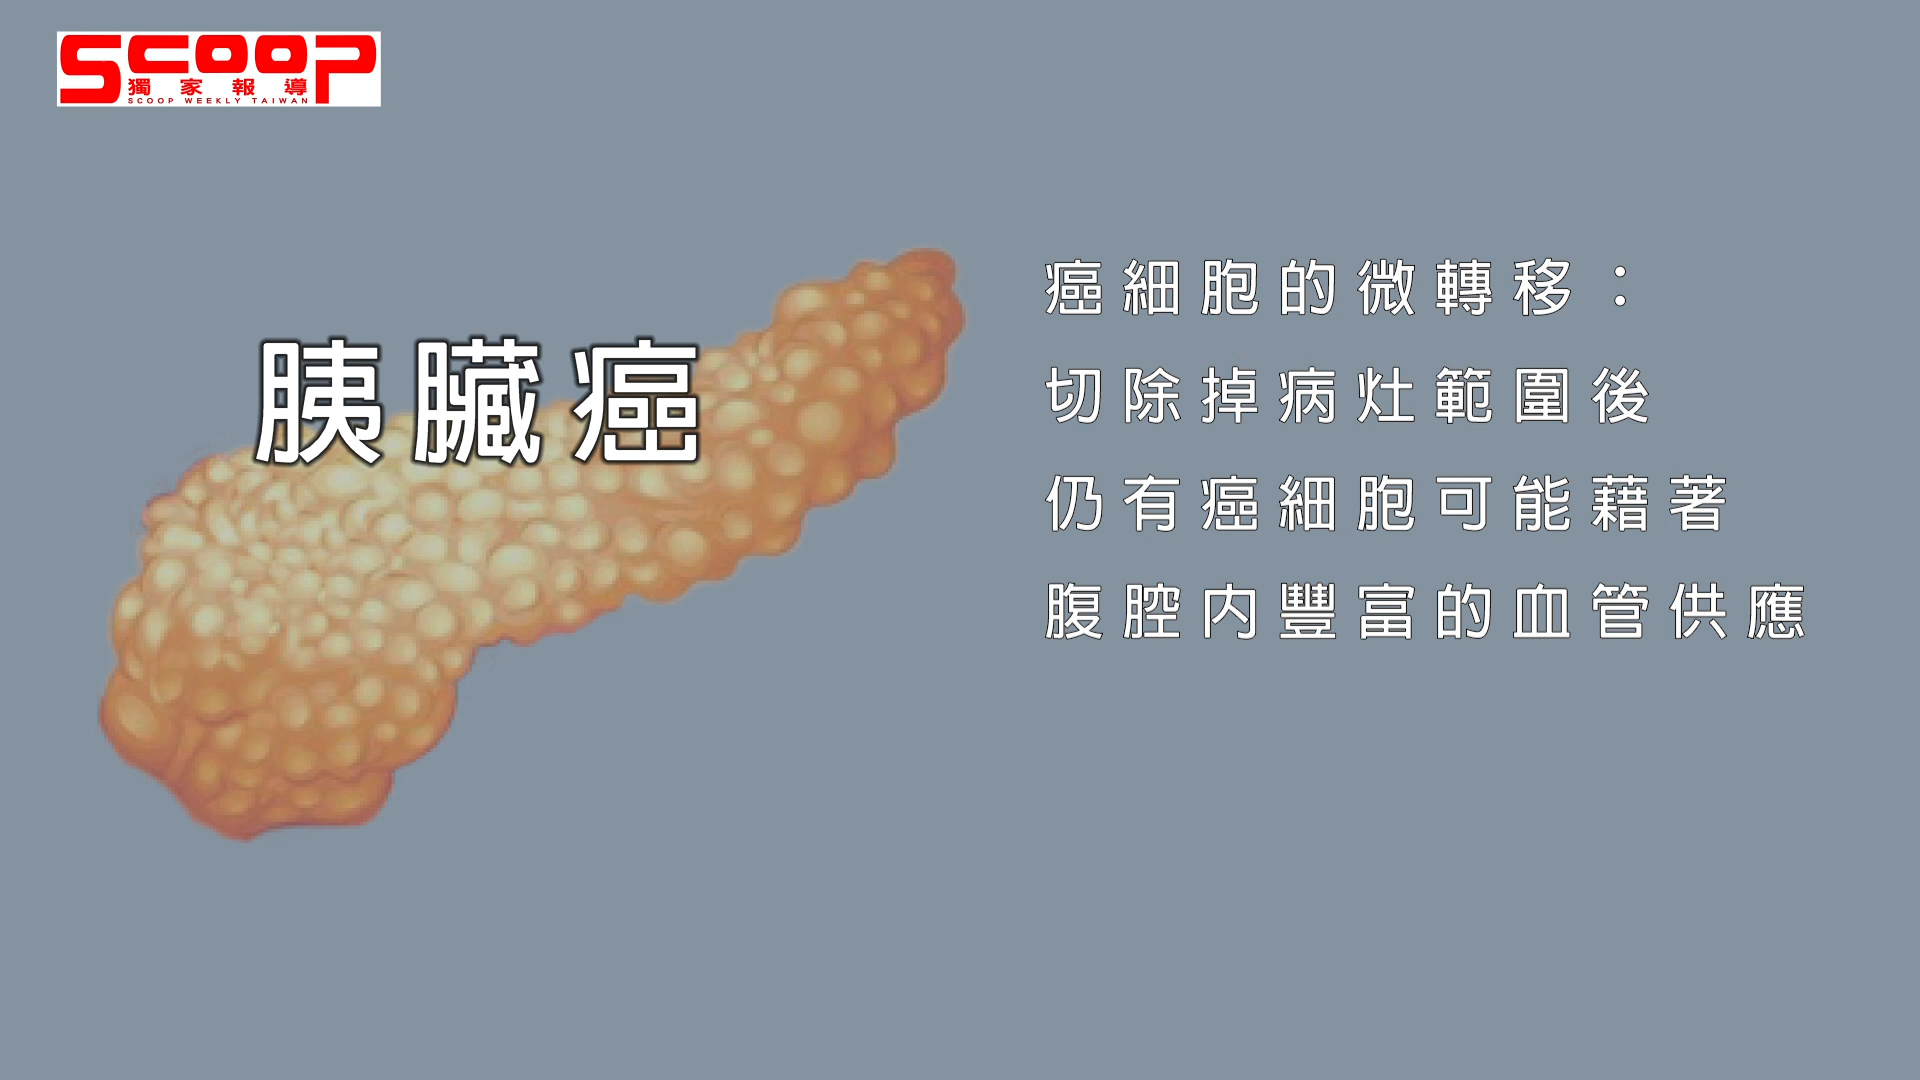 SCOOP
獨家報導
SCOOP WEEKLY TAIWAN
胰臟癌
癌細胞的微轉移：
切除掉病灶範圍後
仍有癌細胞可能藉著
腹腔內豐富的血管供應